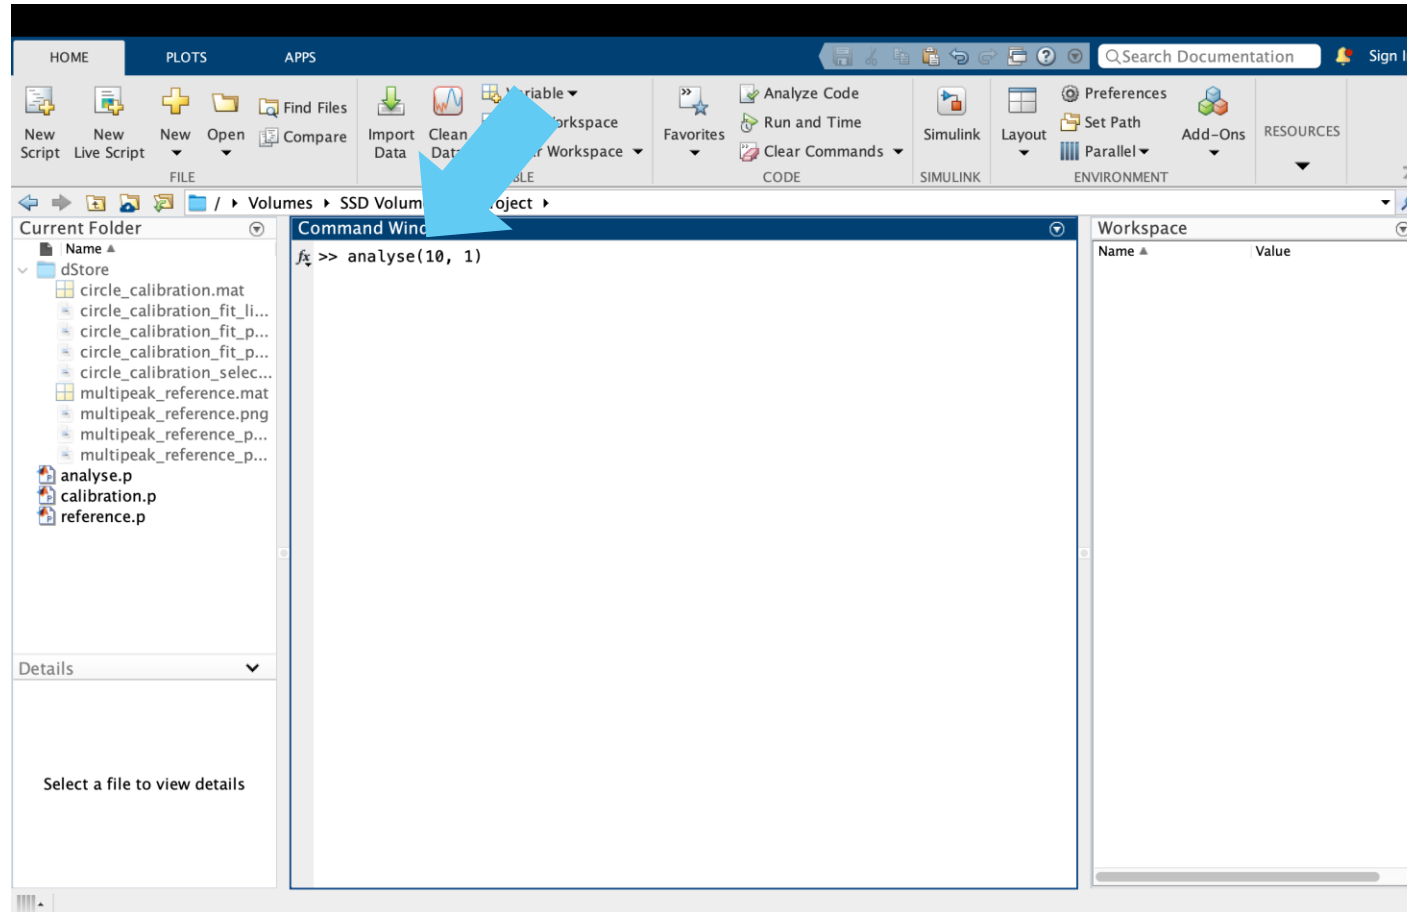 HOME PLOTS APPS
Search Documentation
New Script
New Live Script
New
Open
Find Files
Compare
FILE
Import Data
Clean
Variable
Workspace
Favorites
Analyze Code
Run and Time
Clear Commands
CODE
Simulink
SIMULINK
Layout
Preferences
Set Path
Parallel
Add-Ons
ENVIRONMENT
RESOURCES
/ Volumes SSD
Current Folder
Name
dStore
circle_calibration.mat
circle_calibration_fit_li...
circle_calibration_fit_p...
circle_calibration_fit_p...
circle_calibration_selec...
multipeak_reference.mat
multipeak_reference.png
multipeak_reference_p...
multipeak_reference_p...
analyse.p
calibration.p
reference.p
Details
Select a file to view details
Command
fx >> analyse(10, 1)
Workspace
Name Value